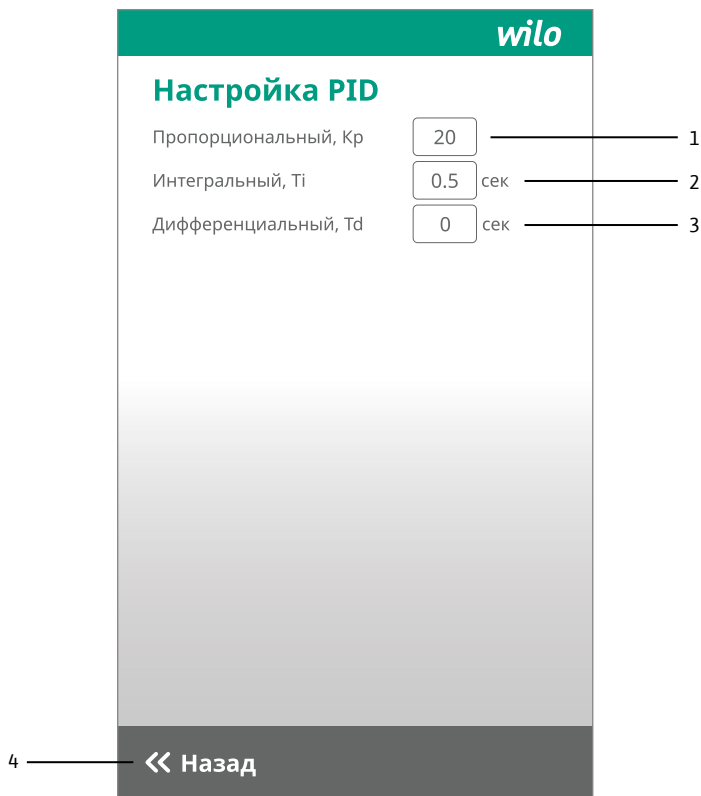 wilo
Настройка PID
Пропорциональный, Кр 20 1
Интегральный, Ti 0.5 сек 2
Дифференциальный, Td 0 сек 3
4 Назад